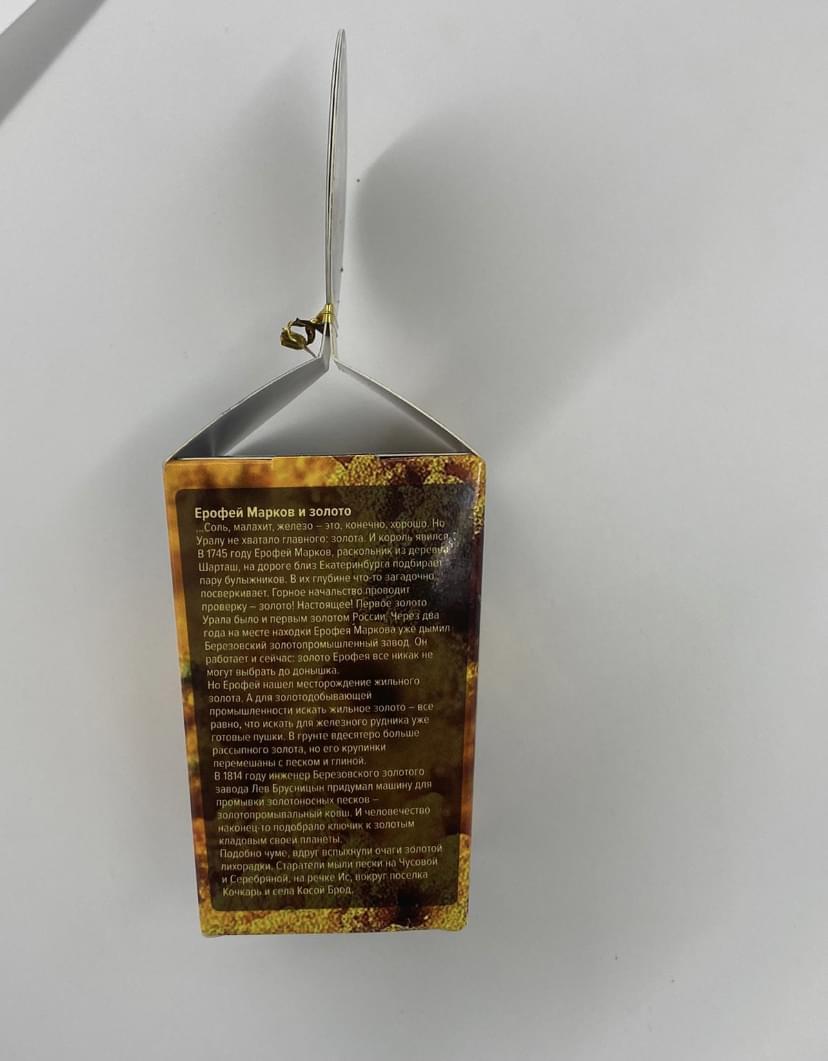 Ерофей Марков и золото
...Соль, малахит, железо – это, конечно, хорошо. Но
Уралу не хватало главного: золота. И король явился.
В 1745 году Ерофей Марков, раскольник из деревни
Шарташ, на дороге близ Екатеринбурга подбирает
пару булыжников. В их глубине что-то загадочно
посверкивает. Горное начальство проводит
проверку – золото! Настоящее! Первое золото
Урала было и первым золотом России. Через два
года на месте находки Ерофея Маркова уже дымил
Березовский золотопромышленный завод. Он
работает и сейчас: золото Ерофея все никак не
могут выбрать до донышка.
Но Ерофей нашел месторождение жильного
золота. А для золотодобывающей
промышленности искать жильное золото – все
равно, что искать для железного рудника уже
готовые пушки. В грунте вдесятеро больше
рассыпного золота, но его крупинки
перемешаны с песком и глиной.
В 1814 году инженер Березовского золотого
завода Лев Брусницын придумал машину для
промывки золотоносных песков –
золотопромывальный ковш. И человечество
наконец-то подобрало ключик к золотым
кладовым своей планеты.
Подобно чуме, вдруг вспыхнули очаги золотой
лихорадки. Старатели мыли пески на Чусовой
и Серебряной, на речке Ис, вокруг поселка
Кочкарь и села Косой Брод.